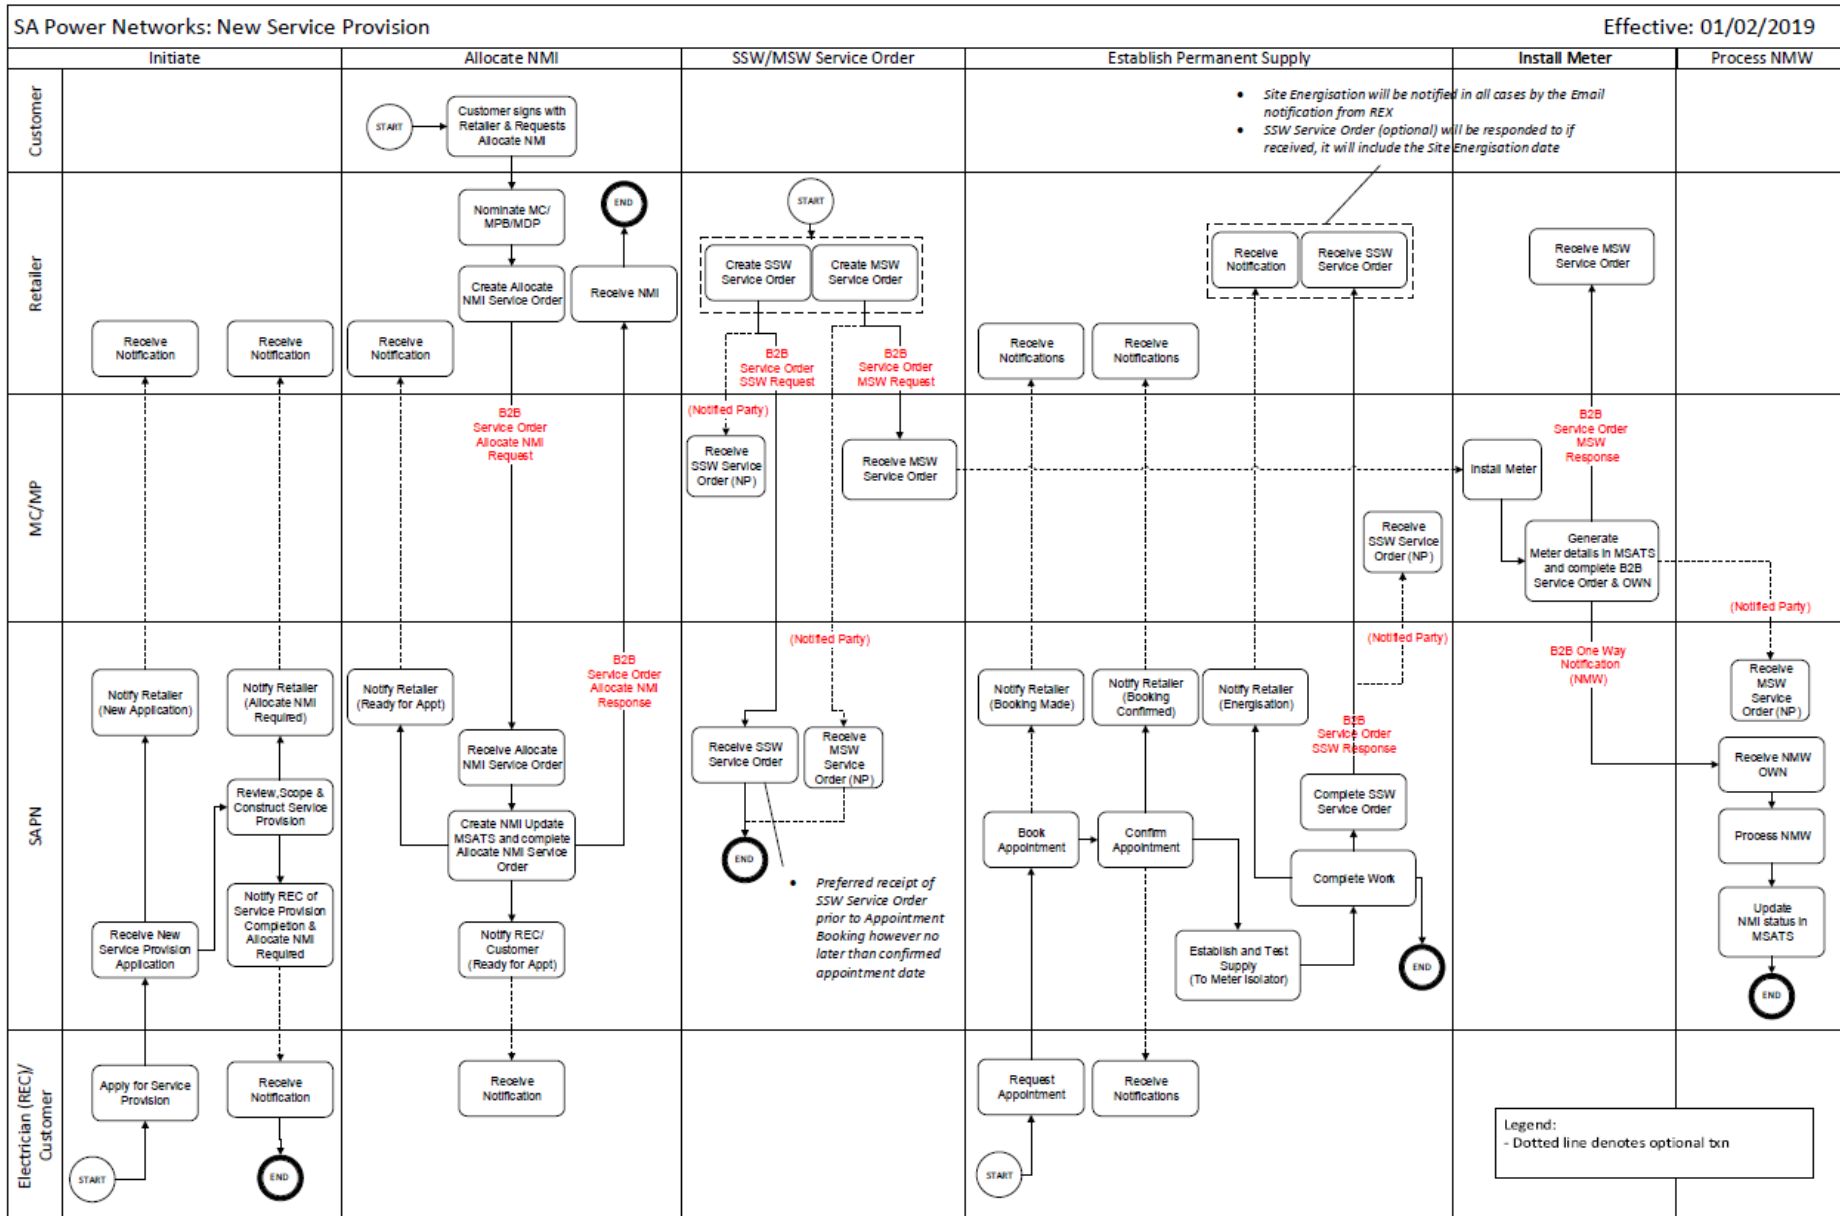 SA Power Networks: New Service Provision
Effective: 01/02/2019
Initiate
Allocate NMI
SSW/MSW Service Order
Establish Permanent Supply
Install Meter
Process NMW
Customer
START
Customer signs with
Retailer & Requests
Allocate NMI
• Site Energisation will be notified in all cases by the Email
notification from REX
• SSW Service Order (optional) will be responded to if
received, it will include the Site Energisation date
Retailer
Nominate MC/
MPB/MDP
END
START
Create Allocate
NMI Service Order
Receive NMI
Create SSW
Service Order
Create MSW
Service Order
Receive
Notification
Receive SSW
Service Order
Receive MSW
Service Order
Receive
Notification
Receive
Notification
Receive
Notification
B2B
Service Order
SSW Request
B2B
Service Order
MSW Request
Receive
Notifications
Receive
Notifications
MC/MP
B2B
Service Order
Allocate NMI
Request
(Notified Party)
Receive
SSW Service
Order (NP)
Receive MSW
Service Order
Install Meter
B2B
Service Order
MSW
Response
Receive
SSW Service
Order (NP)
Generate
Meter details in MSATS
and complete B2B
Service Order & OWN
(Notified Party)
SAPN
Notify Retailer
(New Application)
Notify Retailer
(Allocate NMI
Required)
Notify Retailer
(Ready for Appt)
B2B
Service Order
Allocate NMI
Response
(Notified Party)
Notify Retailer
(Booking Made)
Notify Retailer
(Booking
Confirmed)
Notify Retailer
(Energisation)
(Notified Party)
B2B One Way
Notification
(NMW)
Receive
MSW
Service
Order (NP)
Receive Allocate
NMI Service Order
Receive SSW
Service Order
Receive
MSW
Service
Order (NP)
B2B
Service Order
SSW Response
Receive NMW
OWN
Review,Scope &
Construct Service
Provision
Create NMI Update
MSATS and complete
Allocate NMI Service
Order
END
Book
Appointment
Confirm
Appointment
Complete SSW
Service Order
Complete Work
Process NMW
Receive New
Service Provision
Application
Notify REC of
Service Provision
Completion &
Allocate NMI
Required
Notify REC/
Customer
(Ready for Appt)
• Preferred receipt of
SSW Service Order
prior to Appointment
Booking however no
later than confirmed
appointment date
Establish and Test
Supply
(To Meter Isolator)
END
Update
NMI status in
MSATS
END
Electrician (REC)/
Customer
Apply for Service
Provision
Receive
Notification
Receive
Notification
Request
Appointment
Receive
Notifications
START
END
START
Legend:
- Dotted line denotes optional txn